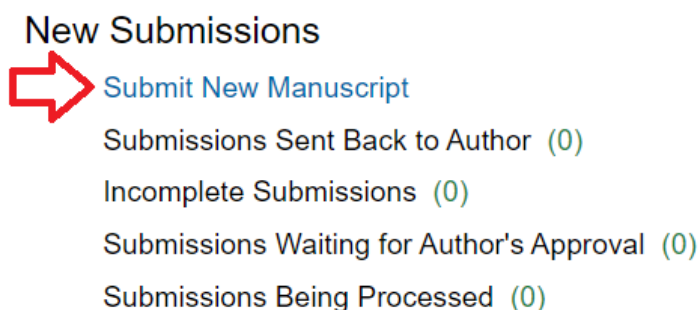 New Submissions
Submit New Manuscript
Submissions Sent Back to Author (0)
Incomplete Submissions (0)
Submissions Waiting for Author's Approval (0)
Submissions Being Processed (0)